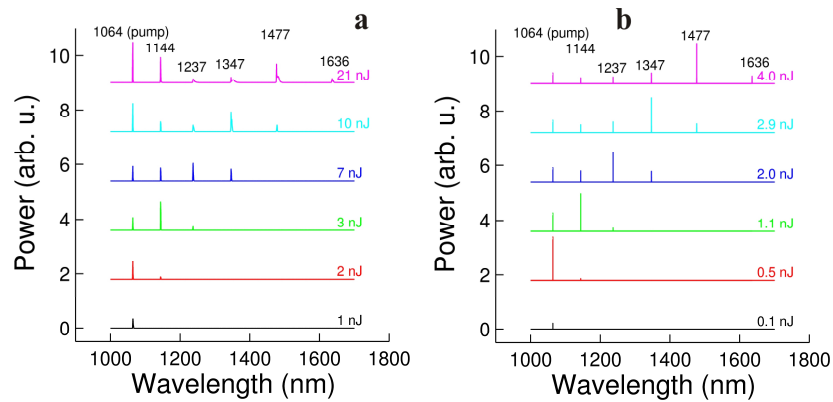 a
1064 (pump)
1144
1237
1347
1477
1636
21 nJ
10 nJ
7 nJ
3 nJ
2 nJ
1 nJ
10
8
6
4
2
0
Power (arb. u.)
1000
1200
1400
1600
1800
Wavelength (nm)
b
1064 (pump)
1144
1237
1347
1477
1636
4.0 nJ
2.9 nJ
2.0 nJ
1.1 nJ
0.5 nJ
0.1 nJ
10
8
6
4
2
0
Power (arb. u.)
1000
1200
1400
1600
1800
Wavelength (nm)